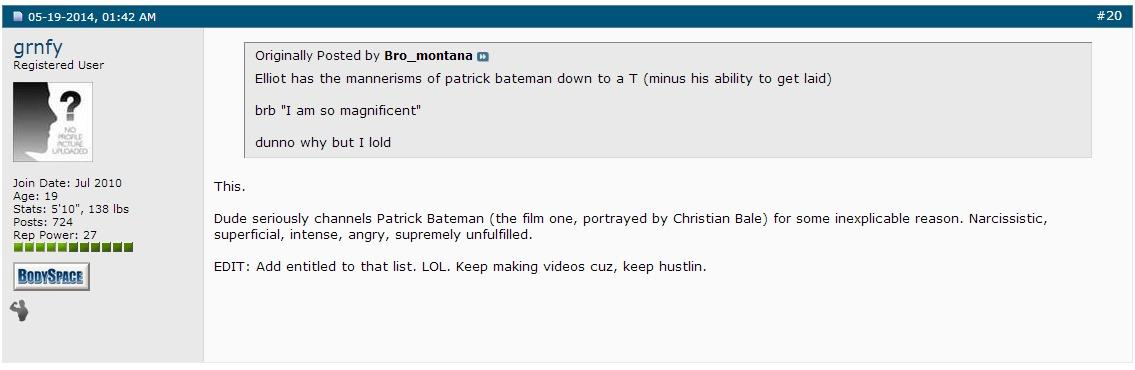 05-19-2014, 01:42 AM
#20
grnfy
Registered User
NO
PROFILE
PICTURE
UPLOADED
Join Date: Jul 2010
Age: 19
Stats: 5'10", 138 lbs
Posts: 724
Rep Power: 27
BODYSPACE
Originally Posted by Bro_montana
Elliot has the mannerisms of patrick bateman down to a T (minus his ability to get laid)
brb "I am so magnificent"
dunno why but I lold
This.
Dude seriously channels Patrick Bateman (the film one, portrayed by Christian Bale) for some inexplicable reason. Narcissistic,
superficial, intense, angry, supremely unfulfilled.
EDIT: Add entitled to that list. LOL. Keep making videos cuz, keep hustlin.